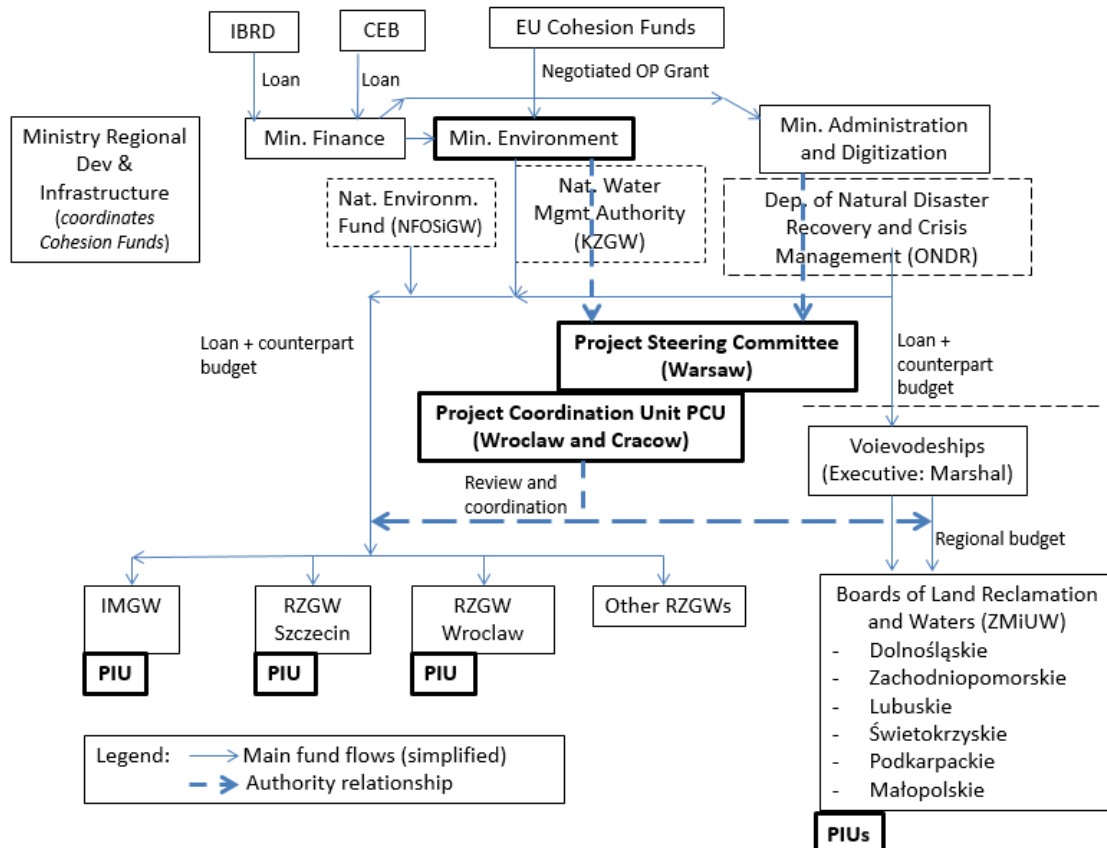 IBRD
CEB
EU Cohesion Funds
Loan
Loan
Negotiated OP Grant
Ministry Regional
Dev &
Infrastructure
(coordinates
Cohesion Funds)
Min. Finance
Min. Environment
Min. Administration
and Digitization
Nat. Environm.
Fund (NFOSiGW)
Nat. Water
Mgmt Authority
(KZGW)
Dep. of Natural Disaster
Recovery and Crisis
Management (ONDR)
Loan + counterpart
budget
Project Steering Committee
(Warsaw)
Loan +
counterpart
budget
Project Coordination Unit PCU
(Wroclaw and Cracow)
Voievodeships
(Executive: Marshal)
Review and
coordination
Regional budget
IMGW
RZGW
Szczecin
RZGW
Wroclaw
Other RZGWs
PIU
PIU
PIU
Boards of Land Reclamation
and Waters (ZMiUW)
- Dolnośląskie
- Zachodniopomorskie
- Lubuskie
- Świetokrzyskie
- Podkarpackie
- Małopolskie
PIUs
Legend: Main fund flows (simplified)
Authority relationship